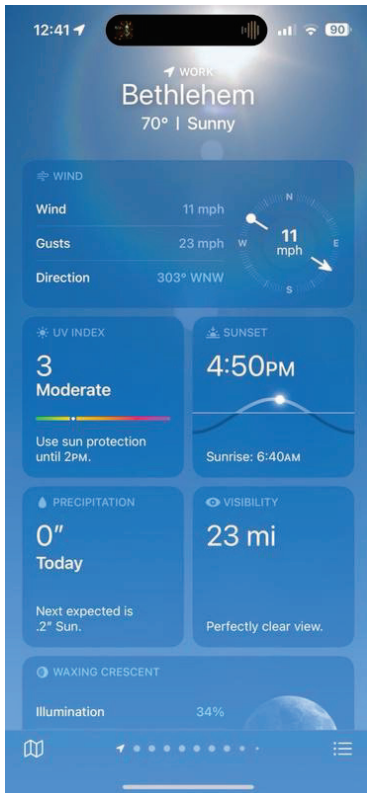 12:41
90
WORK
Bethlehem
70° | Sunny
WIND
Wind 11 mph
Gusts 23 mph
Direction 303° WNW
N
W
11
mph
E
S
UV INDEX
3
Moderate
Use sun protection
until 2PM.
SUNSET
4:50PM
Sunrise: 6:40AM
PRECIPITATION
0"
Today
Next expected is
.2" Sun.
VISIBILITY
23 mi
Perfectly clear view.
WAXING CRESCENT
Illumination 34%